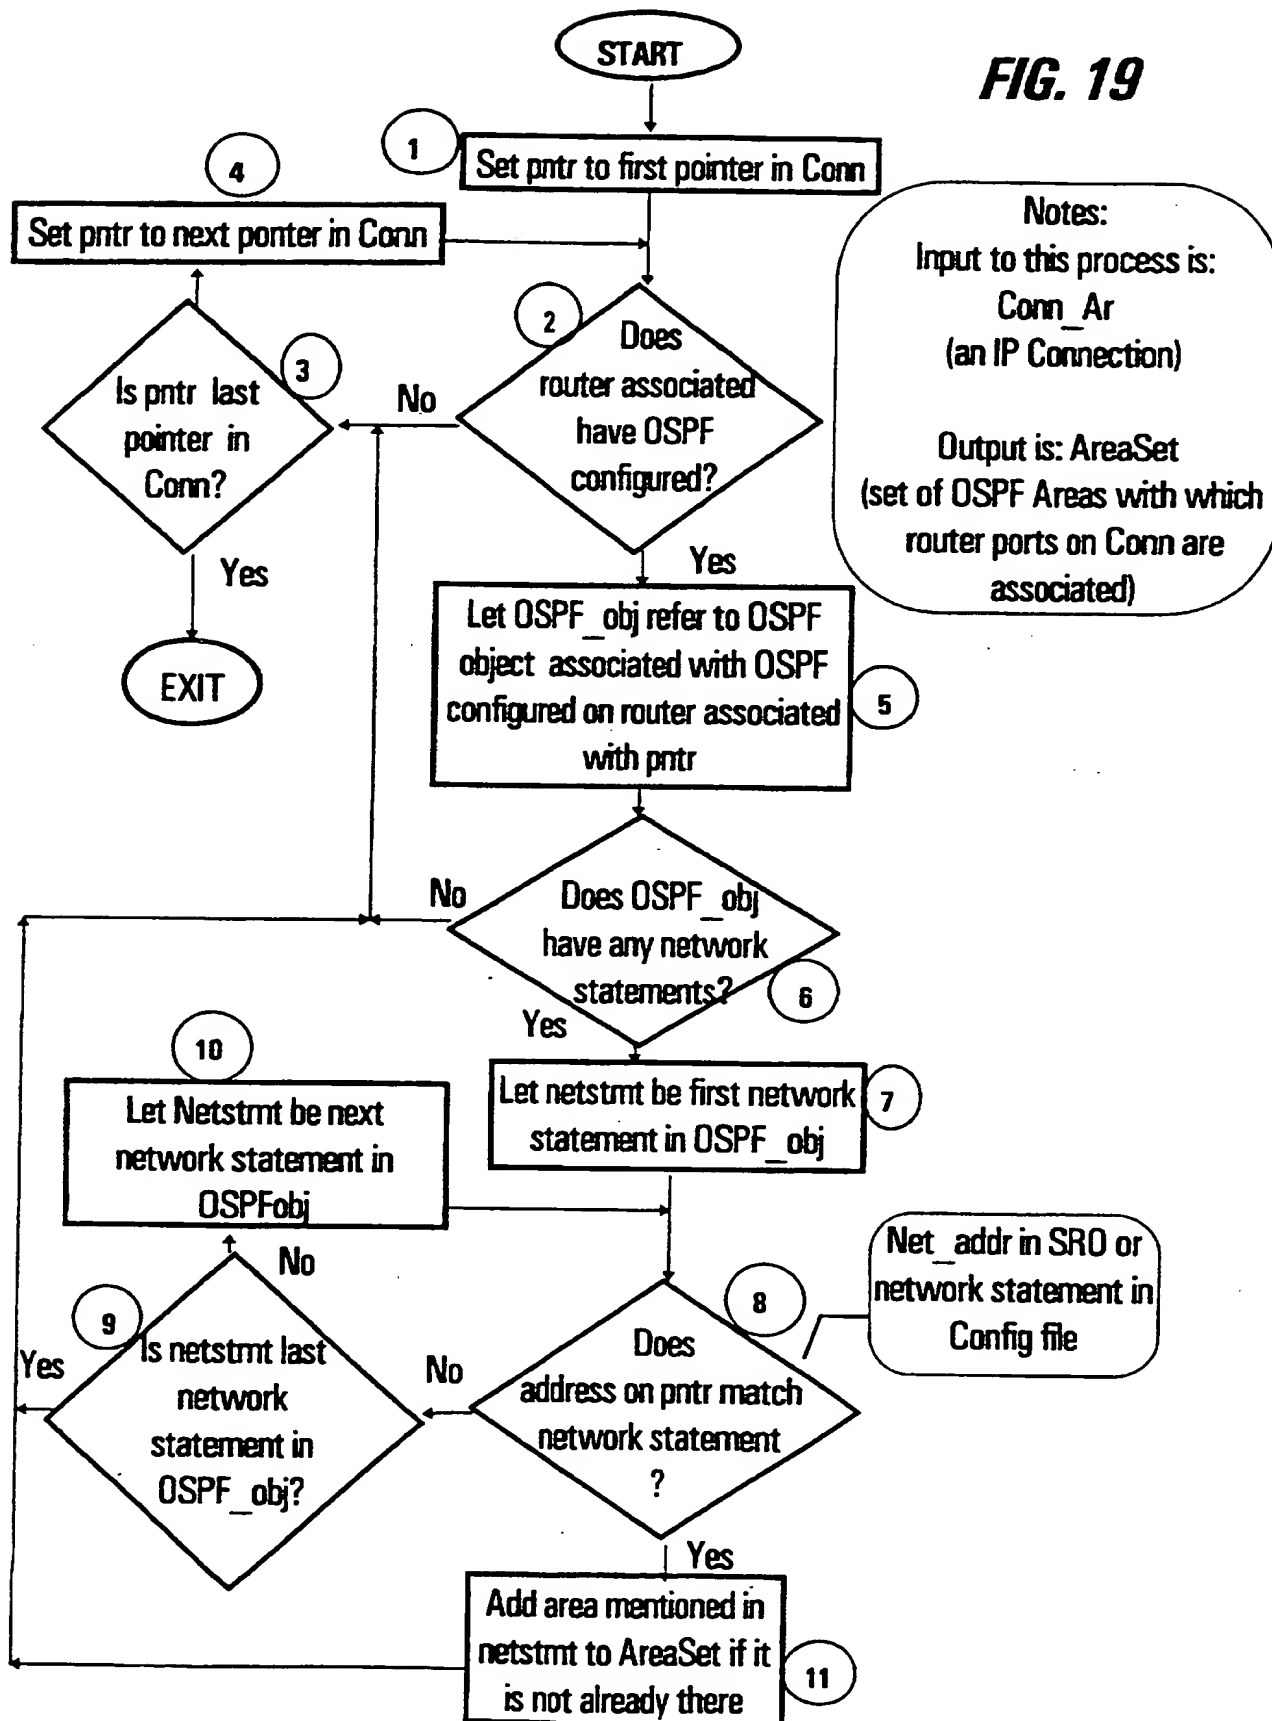 START
FIG. 19
1
Set pntr to first pointer in Conn
4
Set pntr to next ponter in Conn
Notes:
Input to this process is:
Conn_Ar
(an IP Connection)
Output is: AreaSet
(set of OSPF Areas with which
router ports on Conn are
associated)
2
Does
router associated
have OSPF
configured?
No
3
Is pntr last
pointer in
Conn?
Yes
EXIT
Yes
Let OSPF_obj refer to OSPF
object associated with OSPF
configured on router associated
with pntr
5
No
Does OSPF_obj
have any network
statements?
6
Yes
Let netstmt be first network
statement in OSPF_obj
7
10
Let Netstmt be next
network statement in
OSPFobj
No
9
Is netstmt last
network
statement in
OSPF_obj?
Yes
Net_addr in SRO or
network statement in
Config file
8
Does
address on pntr match
network statement
?
No
Yes
Add area mentioned in
netstmt to AreaSet if it
is not already there
11